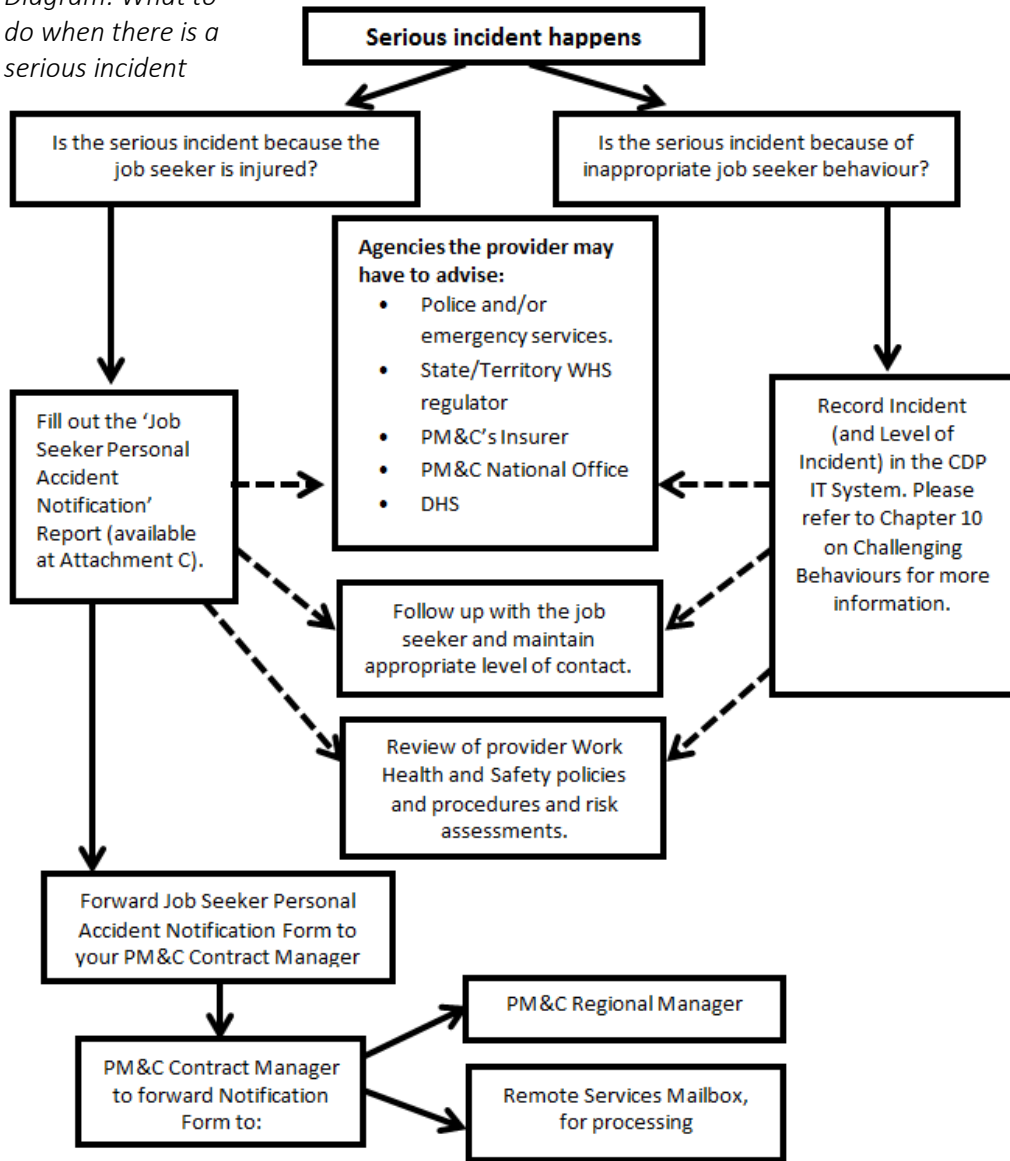 Diagram: What to
do when there is a
serious incident
Serious incident happens
Is the serious incident because the
job seeker is injured?
Is the serious incident because of
inappropriate job seeker behaviour?
Agencies the provider may
have to advise:
• Police and/or
emergency services.
• State/Territory WHS
regulator
• PM&C's Insurer
• PM&C National Office
• DHS
Fill out the ‘Job
Seeker Personal
Accident
Notification’
Report (available
at Attachment C).
Record Incident
(and Level of
Incident) in the CDP
IT System. Please
refer to Chapter 10
on Challenging
Behaviours for more
information.
Follow up with the job
seeker and maintain
appropriate level of contact.
Review of provider Work
Health and Safety policies
and procedures and risk
assessments.
Forward Job Seeker Personal
Accident Notification Form to
your PM&C Contract Manager
PM&C Contract Manager
to forward Notification
Form to:
PM&C Regional Manager
Remote Services Mailbox,
for processing